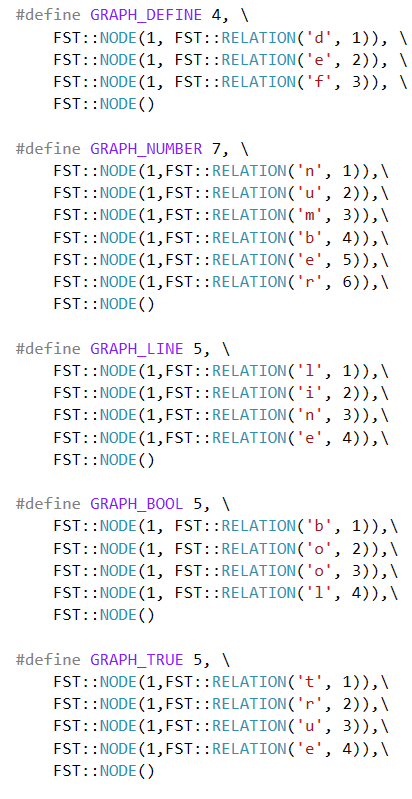 #define GRAPH_DEFINE 4, \
    FST::NODE(1, FST::RELATION('d', 1)), \
    FST::NODE(1, FST::RELATION('e', 2)), \
    FST::NODE(1, FST::RELATION('f', 3)), \
    FST::NODE()

#define GRAPH_NUMBER 7, \
    FST::NODE(1,FST::RELATION('n', 1)),\
    FST::NODE(1,FST::RELATION('u', 2)),\
    FST::NODE(1,FST::RELATION('m', 3)),\
    FST::NODE(1,FST::RELATION('b', 4)),\
    FST::NODE(1,FST::RELATION('e', 5)),\
    FST::NODE(1,FST::RELATION('r', 6)),\
    FST::NODE()

#define GRAPH_LINE 5, \
    FST::NODE(1,FST::RELATION('l', 1)),\
    FST::NODE(1,FST::RELATION('i', 2)),\
    FST::NODE(1,FST::RELATION('n', 3)),\
    FST::NODE(1,FST::RELATION('e', 4)),\
    FST::NODE()

#define GRAPH_BOOL 5, \
    FST::NODE(1, FST::RELATION('b', 1)),\
    FST::NODE(1, FST::RELATION('o', 2)),\
    FST::NODE(1, FST::RELATION('o', 3)),\
    FST::NODE(1, FST::RELATION('l', 4)),\
    FST::NODE()

#define GRAPH_TRUE 5, \
    FST::NODE(1,FST::RELATION('t', 1)),\
    FST::NODE(1,FST::RELATION('r', 2)),\
    FST::NODE(1,FST::RELATION('u', 3)),\
    FST::NODE(1,FST::RELATION('e', 4)),\
    FST::NODE()